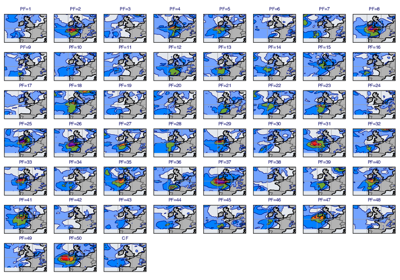 PF=1 PF=2 PF=3 PF=4 PF=5 PF=6 PF=7 PF=8
PF=9 PF=10 PF=11 PF=12 PF=13 PF=14 PF=15 PF=16
PF=17 PF=18 PF=19 PF=20 PF=21 PF=22 PF=23 PF=24
PF=25 PF=26 PF=27 PF=28 PF=29 PF=30 PF=31 PF=32
PF=33 PF=34 PF=35 PF=36 PF=37 PF=38 PF=39 PF=40
PF=41 PF=42 PF=43 PF=44 PF=45 PF=46 PF=47 PF=48
PF=49 PF=50 CF